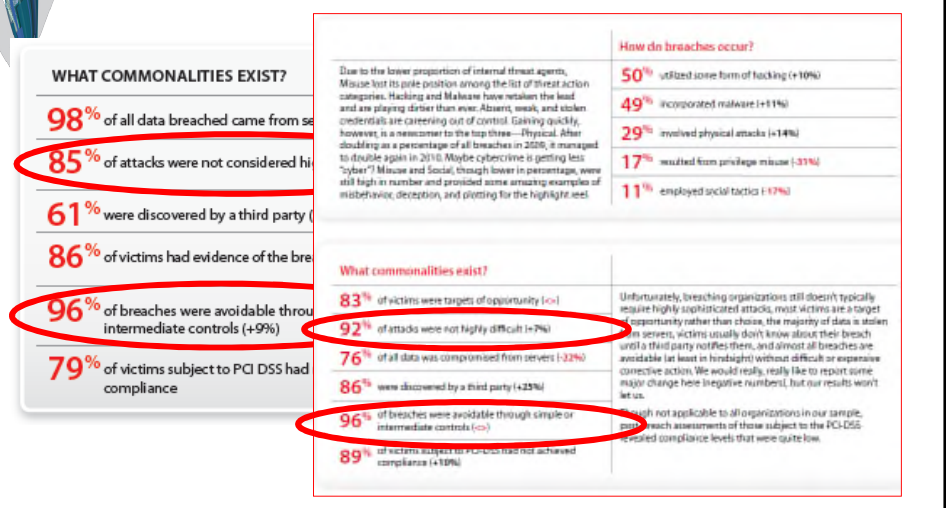 WHAT COMMONALITIES EXIST?
98% of all data breached came from se
85% of attacks were not considered hi
61% were discovered by a third party (
86% of victims had evidence of the bre
96% of breaches were avoidable throu
intermediate controls (+9%)
79% of victims subject to PCI DSS had
compliance
Due to the lower proportion of internal threat agents,
Misuse lost its pole position among the list of threat action
categories. Hacking and Malware have retaken the lead
and are playing dirtier than ever. Absent, weak, and stolen
credentials are careening out of control. Gaining quickly,
however, is a newcomer to the top three—Physical. After
doubling as a percentage of all breaches in 2009, it managed
to double again in 2010. Maybe cybercrime is getting less
"cyber"? Misuse and Social, though lower in percentage, were
still high in number and provided some amazing examples of
misbehavior, deception, and plotting for the highlight reel.
How do breaches occur?
50% utilized some form of hacking (+10%)
49% incorporated malware (+11%)
29% involved physical attacks (+14%)
17% resulted from privilege misuse (-31%)
11% employed social tactics (-17%)
What commonalities exist?
83% of victims were targets of opportunity (<>)
92% of attacks were not highly difficult (+7%)
76% of all data was compromised from servers (-22%)
86% were discovered by a third party (+25%)
96% of breaches were avoidable through simple or
intermediate controls (<>)
89% of victims subject to PCI-DSS had not achieved
compliance (+10%)
Unfortunately, breaching organizations still doesn't typically
require highly sophisticated attacks, most victims are a target
of opportunity rather than choice, the majority of data is stolen
from servers, victims usually don't know about their breach
until a third party notifies them, and almost all breaches are
avoidable (at least in hindsight) without difficult or expensive
corrective action. We would really, really like to report some
major change here (negative numbers), but our results won't
let us.
Though not applicable to all organizations in our sample,
post-breach assessments of those subject to the PCI-DSS
revealed compliance levels that were quite low.